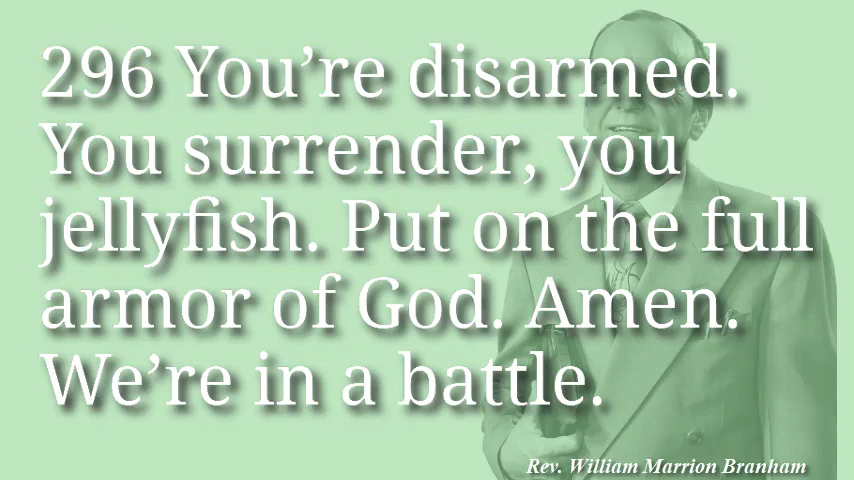 296 You’re disarmed.
You surrender, you
jellyfish. Put on the full
armor of God. Amen.
We’re in a battle.
Rev. William Marrion Branham